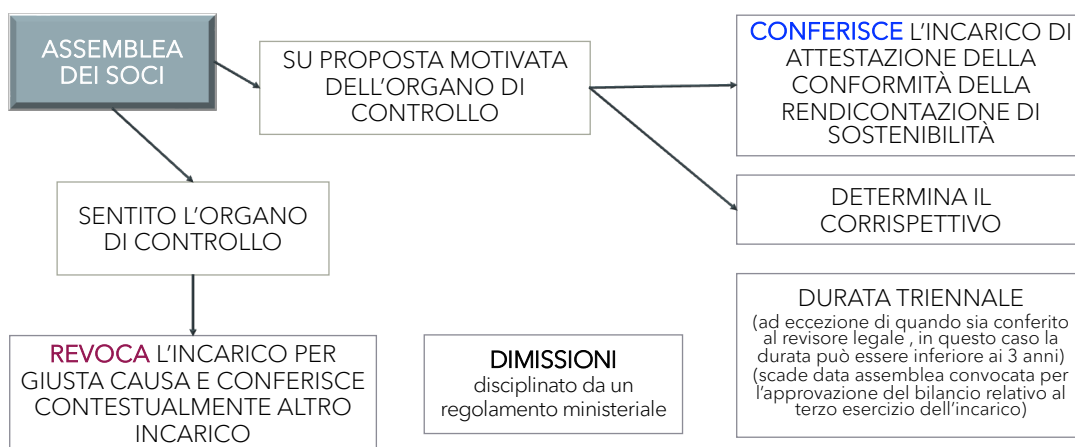 ASSEMBLEA
DEI SOCI
SU PROPOSTA MOTIVATA
DELL'ORGANO DI
CONTROLLO
CONFERISCE L'INCARICO DI
ATTESTAZIONE DELLA
CONFORMITÀ DELLA
RENDICONTAZIONE DI
SOSTENIBILITÀ
DETERMINA IL
CORRISPETTIVO
SENTITO L'ORGANO
DI CONTROLLO
REVOCA L'INCARICO PER
GIUSTA CAUSA E CONFERISCE
CONTESTUALMENTE ALTRO
INCARICO
DIMISSIONI
disciplinato da un
regolamento ministeriale
DURATA TRIENNALE
(ad eccezione di quando sia conferito
al revisore legale , in questo caso la
durata può essere inferiore ai 3 anni)
(scade data assemblea convocata per
l'approvazione del bilancio relativo al
terzo esercizio dell'incarico)